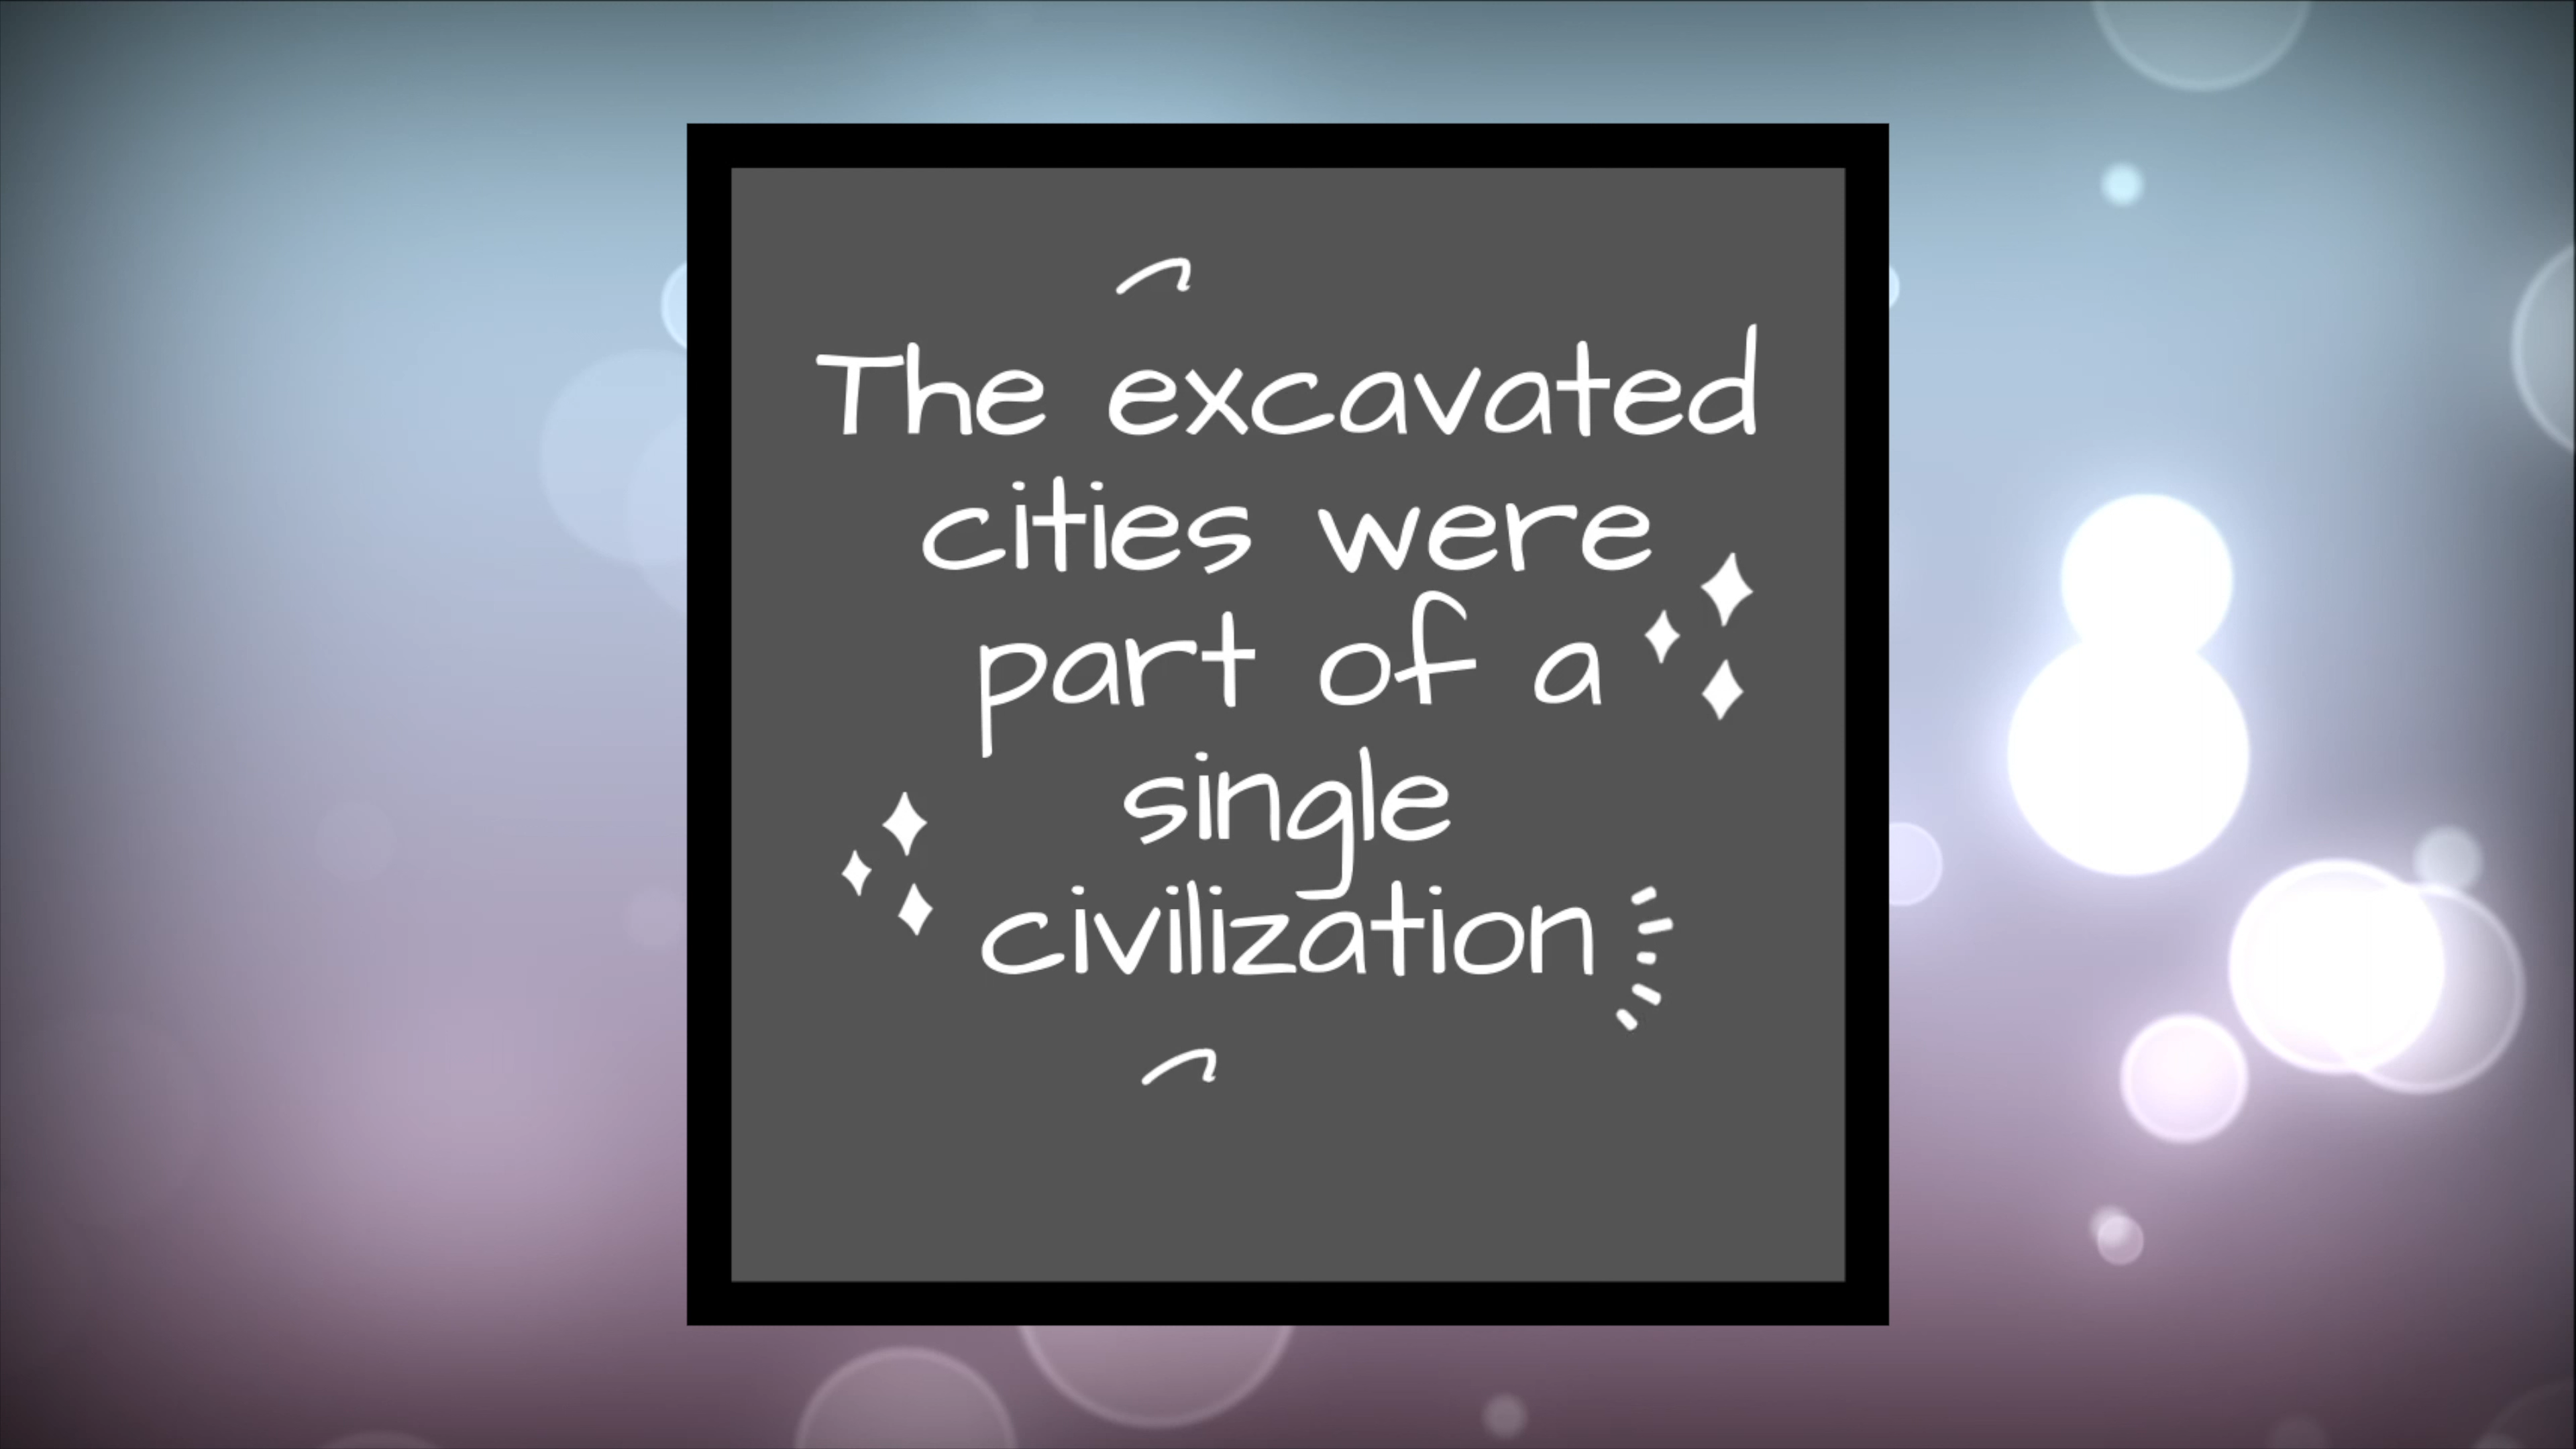 The excavated
cities were
part of a
single
civilization